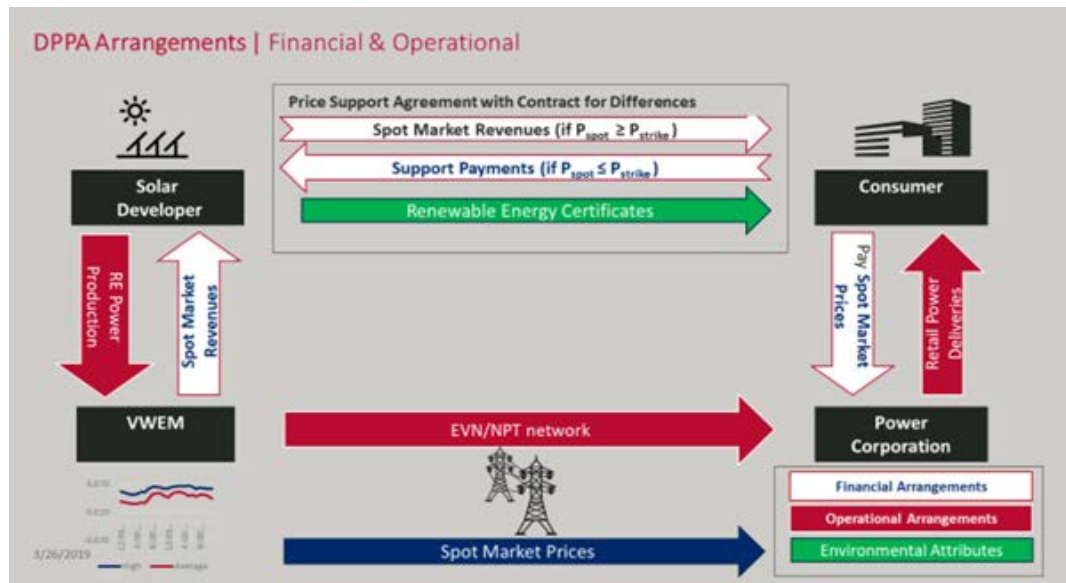 DPPA Arrangements | Financial & Operational
Price Support Agreement with Contract for Differences
Spot Market Revenues (if Pspot ≥ Pstrike)
Support Payments (if Pspot ≤ Pstrike)
Renewable Energy Certificates
Solar
Developer
Consumer
RE Power
Production
Spot Market
Revenues
Pay Spot Market
Prices
Retail Power
Deliveries
VWEM
EVN/NPT network
Power
Corporation
Spot Market Prices
Financial Arrangements
Operational Arrangements
Environmental Attributes
3/26/2019
High
Average